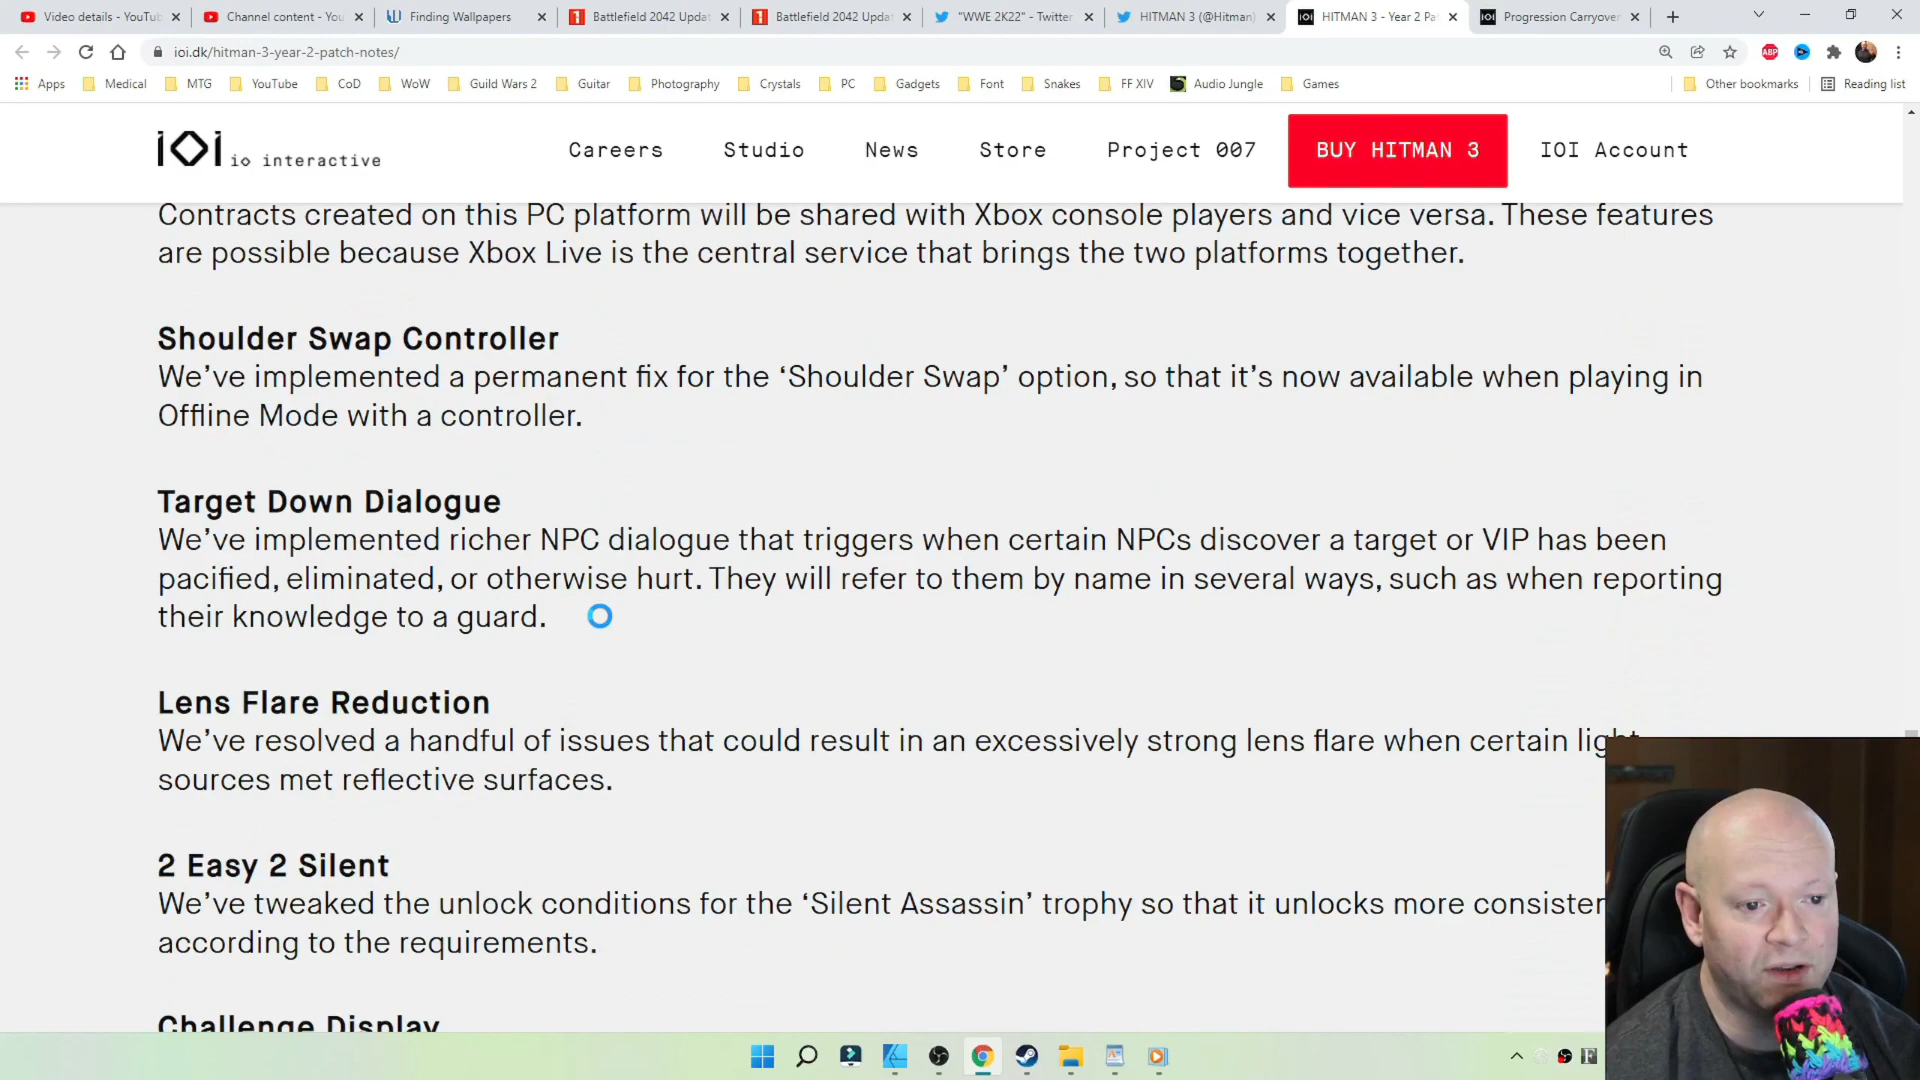 Video details - YouTu
Channel content - You
Finding Wallpapers
Battlefield 2042 Updat
Battlefield 2042 Updat
"WWE 2K22" - Twitter
HITMAN 3 (@Hitman)
HITMAN 3 - Year 2 Pa
Progression Carryover
ioi.dk/hitman-3-year-2-patch-notes/
ABP
Apps
Medical
MTG
YouTube
CoD
WoW
Guild Wars 2
Guitar
Photography
Crystals
PC
Gadgets
Font
Snakes
FF XIV
Audio Jungle
Games
Other bookmarks
Reading list
iOi io interactive
Careers
Studio
News
Store
Project 007
BUY HITMAN 3
IOI Account
Contracts created on this PC platform will be shared with Xbox console players and vice versa. These features
are possible because Xbox Live is the central service that brings the two platforms together.
Shoulder Swap Controller
We’ve implemented a permanent fix for the ‘Shoulder Swap’ option, so that it’s now available when playing in
Offline Mode with a controller.
Target Down Dialogue
We’ve implemented richer NPC dialogue that triggers when certain NPCs discover a target or VIP has been
pacified, eliminated, or otherwise hurt. They will refer to them by name in several ways, such as when reporting
their knowledge to a guard.
Lens Flare Reduction
We’ve resolved a handful of issues that could result in an excessively strong lens flare when certain light
sources met reflective surfaces.
2 Easy 2 Silent
We’ve tweaked the unlock conditions for the ‘Silent Assassin’ trophy so that it unlocks more consisten
according to the requirements.
Challenge Display